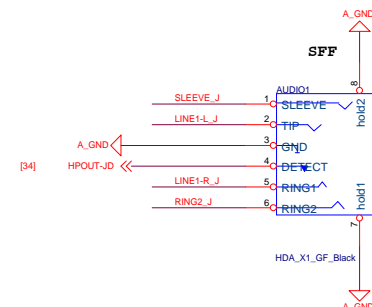 A_GND
SFF
8
AUDIO1
hold2
SLEEVE_J 1 SLEEVE
LINE1-L_J 2 TIP
A_GND 3 GND
[34] HPOUT-JD 4 DETECT
LINE1-R_J 5 RING1
RING2_J 6 RING2
hold1
7
HDA_X1_GF_Black
A_GND